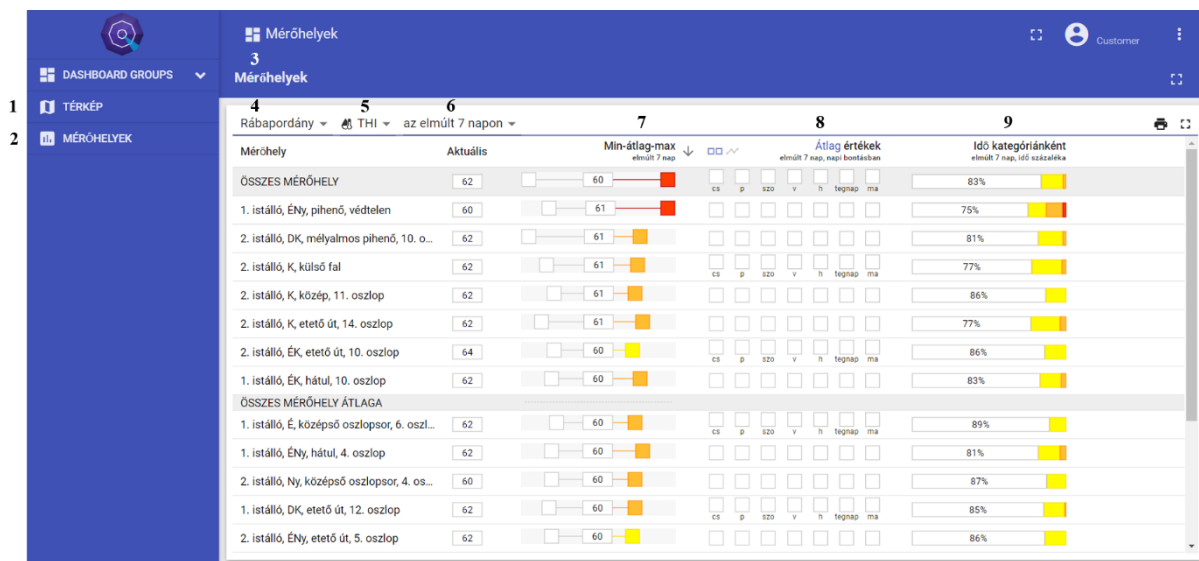 Mérőhelyek
Customer
3
DASHBOARD GROUPS
Mérőhelyek
1 TÉRKÉP
2 MÉRŐHELYEK
4 5 6
Rábapordány THI az elmúlt 7 napon 7 8 9
Mérőhely Aktuális Min-átlag-max Átlag értékek Idő kategóriánként
elmúlt 7 nap elmúlt 7 nap, napi bontásban elmúlt 7 nap, idő százaléka
ÖSSZES MÉRŐHELY 62 60 83%
cs p szo v h tegnap ma
1. istálló, ÉNy, pihenő, védtelen 60 61 75%
2. istálló, DK, mélyalmos pihenő, 10. o... 62 61 81%
2. istálló, K, külső fal 62 61 77%
cs p szo v h tegnap ma
2. istálló, K, közép, 11. oszlop 62 61 86%
2. istálló, K, etető út, 14. oszlop 62 61 77%
2. istálló, ÉK, etető út, 10. oszlop 64 60 86%
cs p szo v h tegnap ma
1. istálló, ÉK, hátul, 10. oszlop 62 60 83%
ÖSSZES MÉRŐHELY ÁTLAGA
1. istálló, É, középső oszlopsor, 6. oszl... 62 60 89%
cs p szo v h tegnap ma
1. istálló, ÉNy, hátul, 4. oszlop 62 60 81%
2. istálló, Ny, középső oszlopsor, 4. os... 60 60 87%
1. istálló, DK, etető út, 12. oszlop 62 60 85%
cs p szo v h tegnap ma
2. istálló, ÉNy, etető út, 5. oszlop 62 60 86%